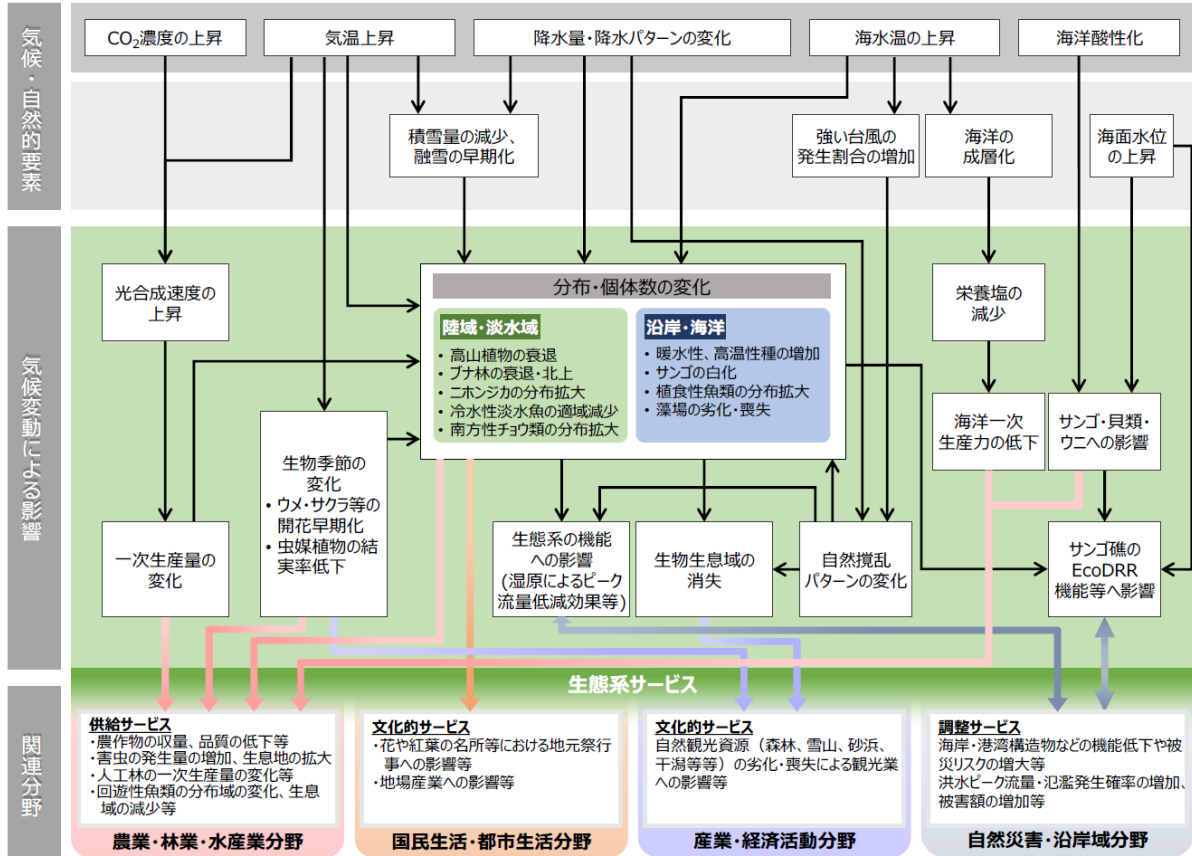 気候・自然的要素
CO₂濃度の上昇
気温上昇
降水量・降水パターンの変化
海水温の上昇
海洋酸性化
積雪量の減少、
融雪の早期化
強い台風の
発生割合の増加
海洋の
成層化
海面水位
の上昇
気候変動による影響
光合成速度の
上昇
分布・個体数の変化
陸域・淡水域
・高山植物の衰退
・ブナ林の衰退・北上
・ニホンジカの分布拡大
・冷水性淡水魚の適域減少
・南方性チョウ類の分布拡大
沿岸・海洋
・暖水性、高温性種の増加
・サンゴの白化
・植食性魚類の分布拡大
・藻場の劣化・喪失
栄養塩の
減少
海洋一次
生産力の低下
サンゴ・貝類・
ウニへの影響
生物季節の
変化
・ウメ・サクラ等の
開花早期化
・虫媒植物の結
実率低下
一次生産量の
変化
生態系の機能
への影響
(湿原によるピーク
流量低減効果等)
生物生息域の
消失
自然撹乱
パターンの変化
サンゴ礁の
EcoDRR
機能等へ影響
生態系サービス
関連分野
供給サービス
・農作物の収量、品質の低下等
・害虫の発生量の増加、生息地の拡大
・人工林の一次生産量の変化等
・回遊性魚類の分布域の変化、生息
域の減少等
農業・林業・水産業分野
文化的サービス
・花や紅葉の名所等における地元祭行
事への影響等
・地場産業への影響等
国民生活・都市生活分野
文化的サービス
自然観光資源（森林、雪山、砂浜、
干潟等等）の劣化・喪失による観光業
への影響等
産業・経済活動分野
調整サービス
海岸・港湾構造物などの機能低下や被
災リスクの増大等
洪水ピーク流量・氾濫発生確率の増加、
被害額の増加等
自然災害・沿岸域分野